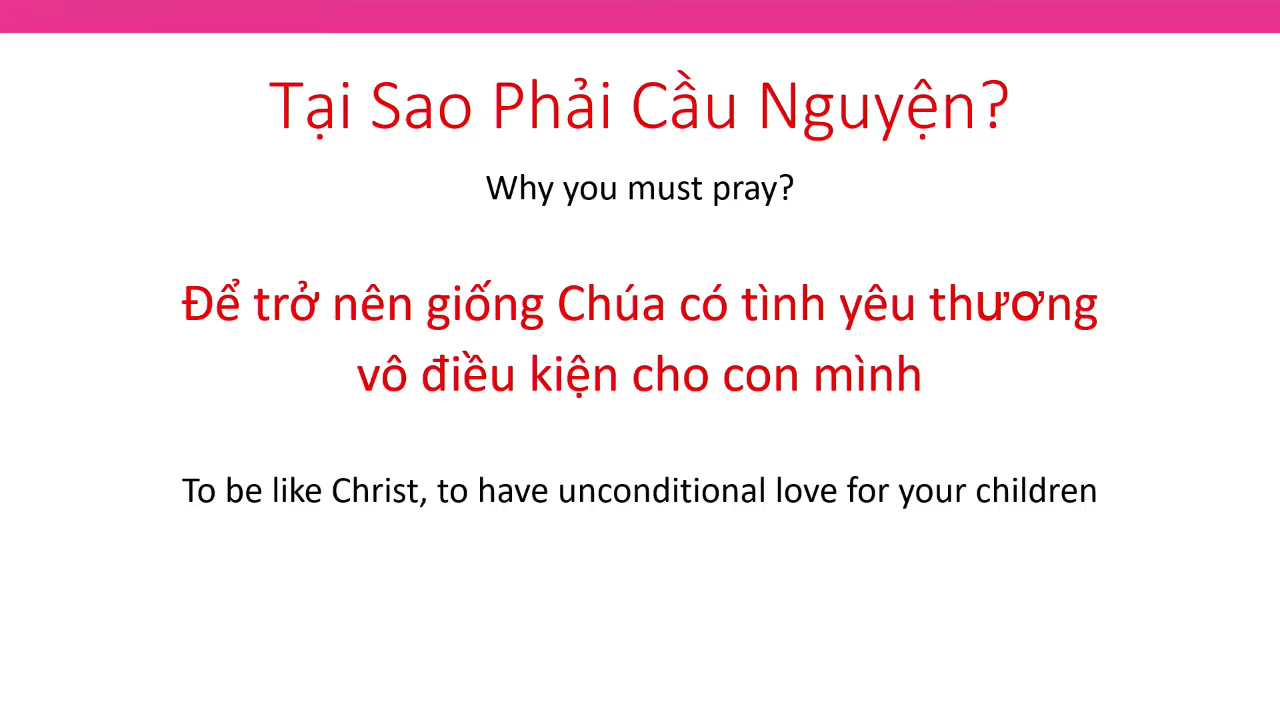 Tại Sao Phải Cầu Nguyện?
Why you must pray?
Để trở nên giống Chúa có tình yêu thương
vô điều kiện cho con mình
To be like Christ, to have unconditional love for your children